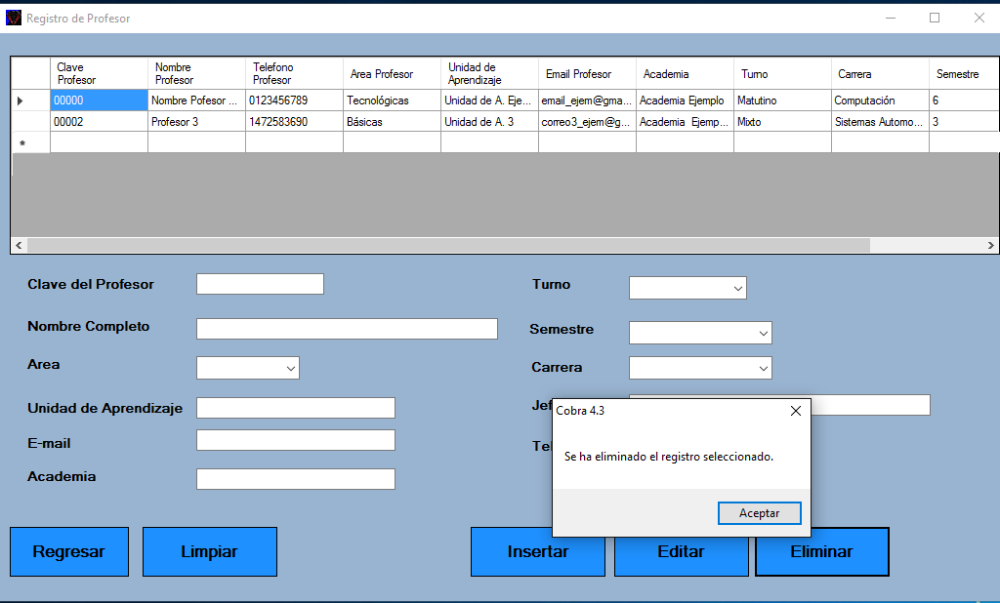 Registro de Profesor
Clave Profesor Nombre Profesor Telefono Profesor Area Profesor Unidad de Aprendizaje Email Profesor Academia Turno Carrera Semestre
00000 Nombre Pofesor ... 0123456789 Tecnológicas Unidad de A. Eje... email_ejem@gma... Academia Ejemplo Matutino Computación 6
00002 Profesor 3 1472583690 Básicas Unidad de A. 3 correo3_ejem@g... Academia Ejemp... Mixto Sistemas Automo... 3
Clave del Profesor
Turno
Nombre Completo
Semestre
Area
Carrera
Unidad de Aprendizaje
Jef
E-mail
Tel
Academia
Cobra 4.3
Se ha eliminado el registro seleccionado.
Aceptar
Regresar Limpiar Insertar Editar Eliminar